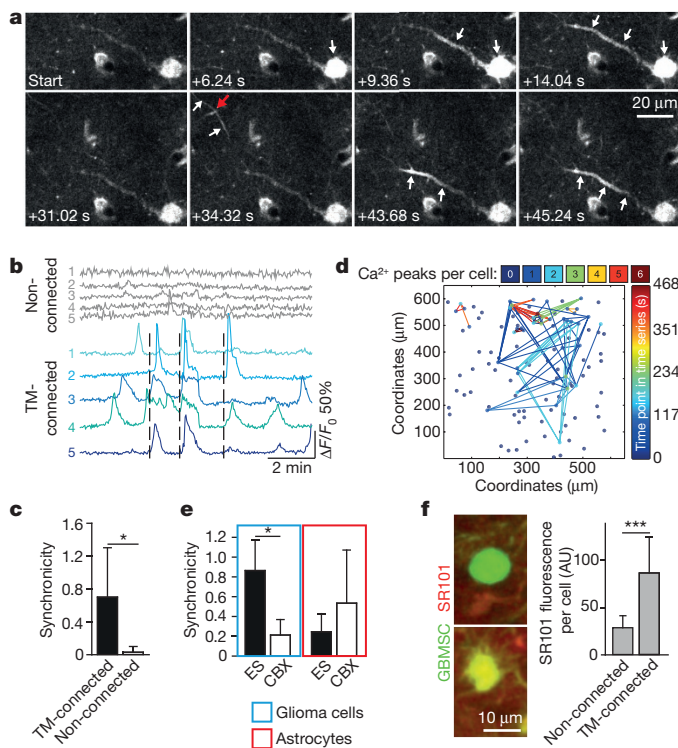 a
Start
+6.24 s
+9.36 s
+14.04 s
20 μm
+31.02 s
+34.32 s
+43.68 s
+45.24 s
b
Non-
connected
1
2
3
4
5
TM-
connected
1
2
3
4
5
ΔF/F0 50%
2 min
d
Ca2+ peaks per cell: 0 1 2 3 4 5 6
Coordinates (μm)
600
500
400
300
200
100
100 300 500
Coordinates (μm)
468
351
234
117
0
Time point in time series (s)
c
Synchronicity
1.6
1.2
0.8
0.4
0
*
TM-connected
Non-connected
e
Synchronicity
1.2
1.0
0.8
0.6
0.4
0.2
0
*
ES
CBX
ES
CBX
Glioma cells
Astrocytes
f
GBMSC SR101
10 μm
SR101 fluorescence
per cell (AU)
100
50
0
***
Non-connected
TM-connected